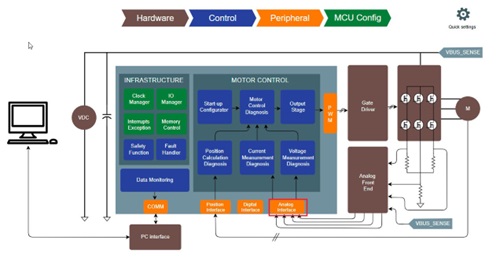 Hardware
Control
Peripheral
MCU Config
Quick settings
VBUS_SENSE
INFRASTRUCTURE
MOTOR CONTROL
Clock
Manager
IO
Manager
Start-up
Configurator
Motor
Control
Diagnosis
Output
Stage
P
W
M
Gate
Driver
VDC
M
Interrupts
Exception
Memory
Control
Safety
Function
Fault
Handler
Position
Calculation
Diagnosis
Current
Measurement
Diagnosis
Voltage
Measurement
Diagnosis
Analog
Front
End
Data Monitoring
COMM
Position
Interface
Digital
Interface
Analog
Interface
VBUS_SENSE
PC Interface